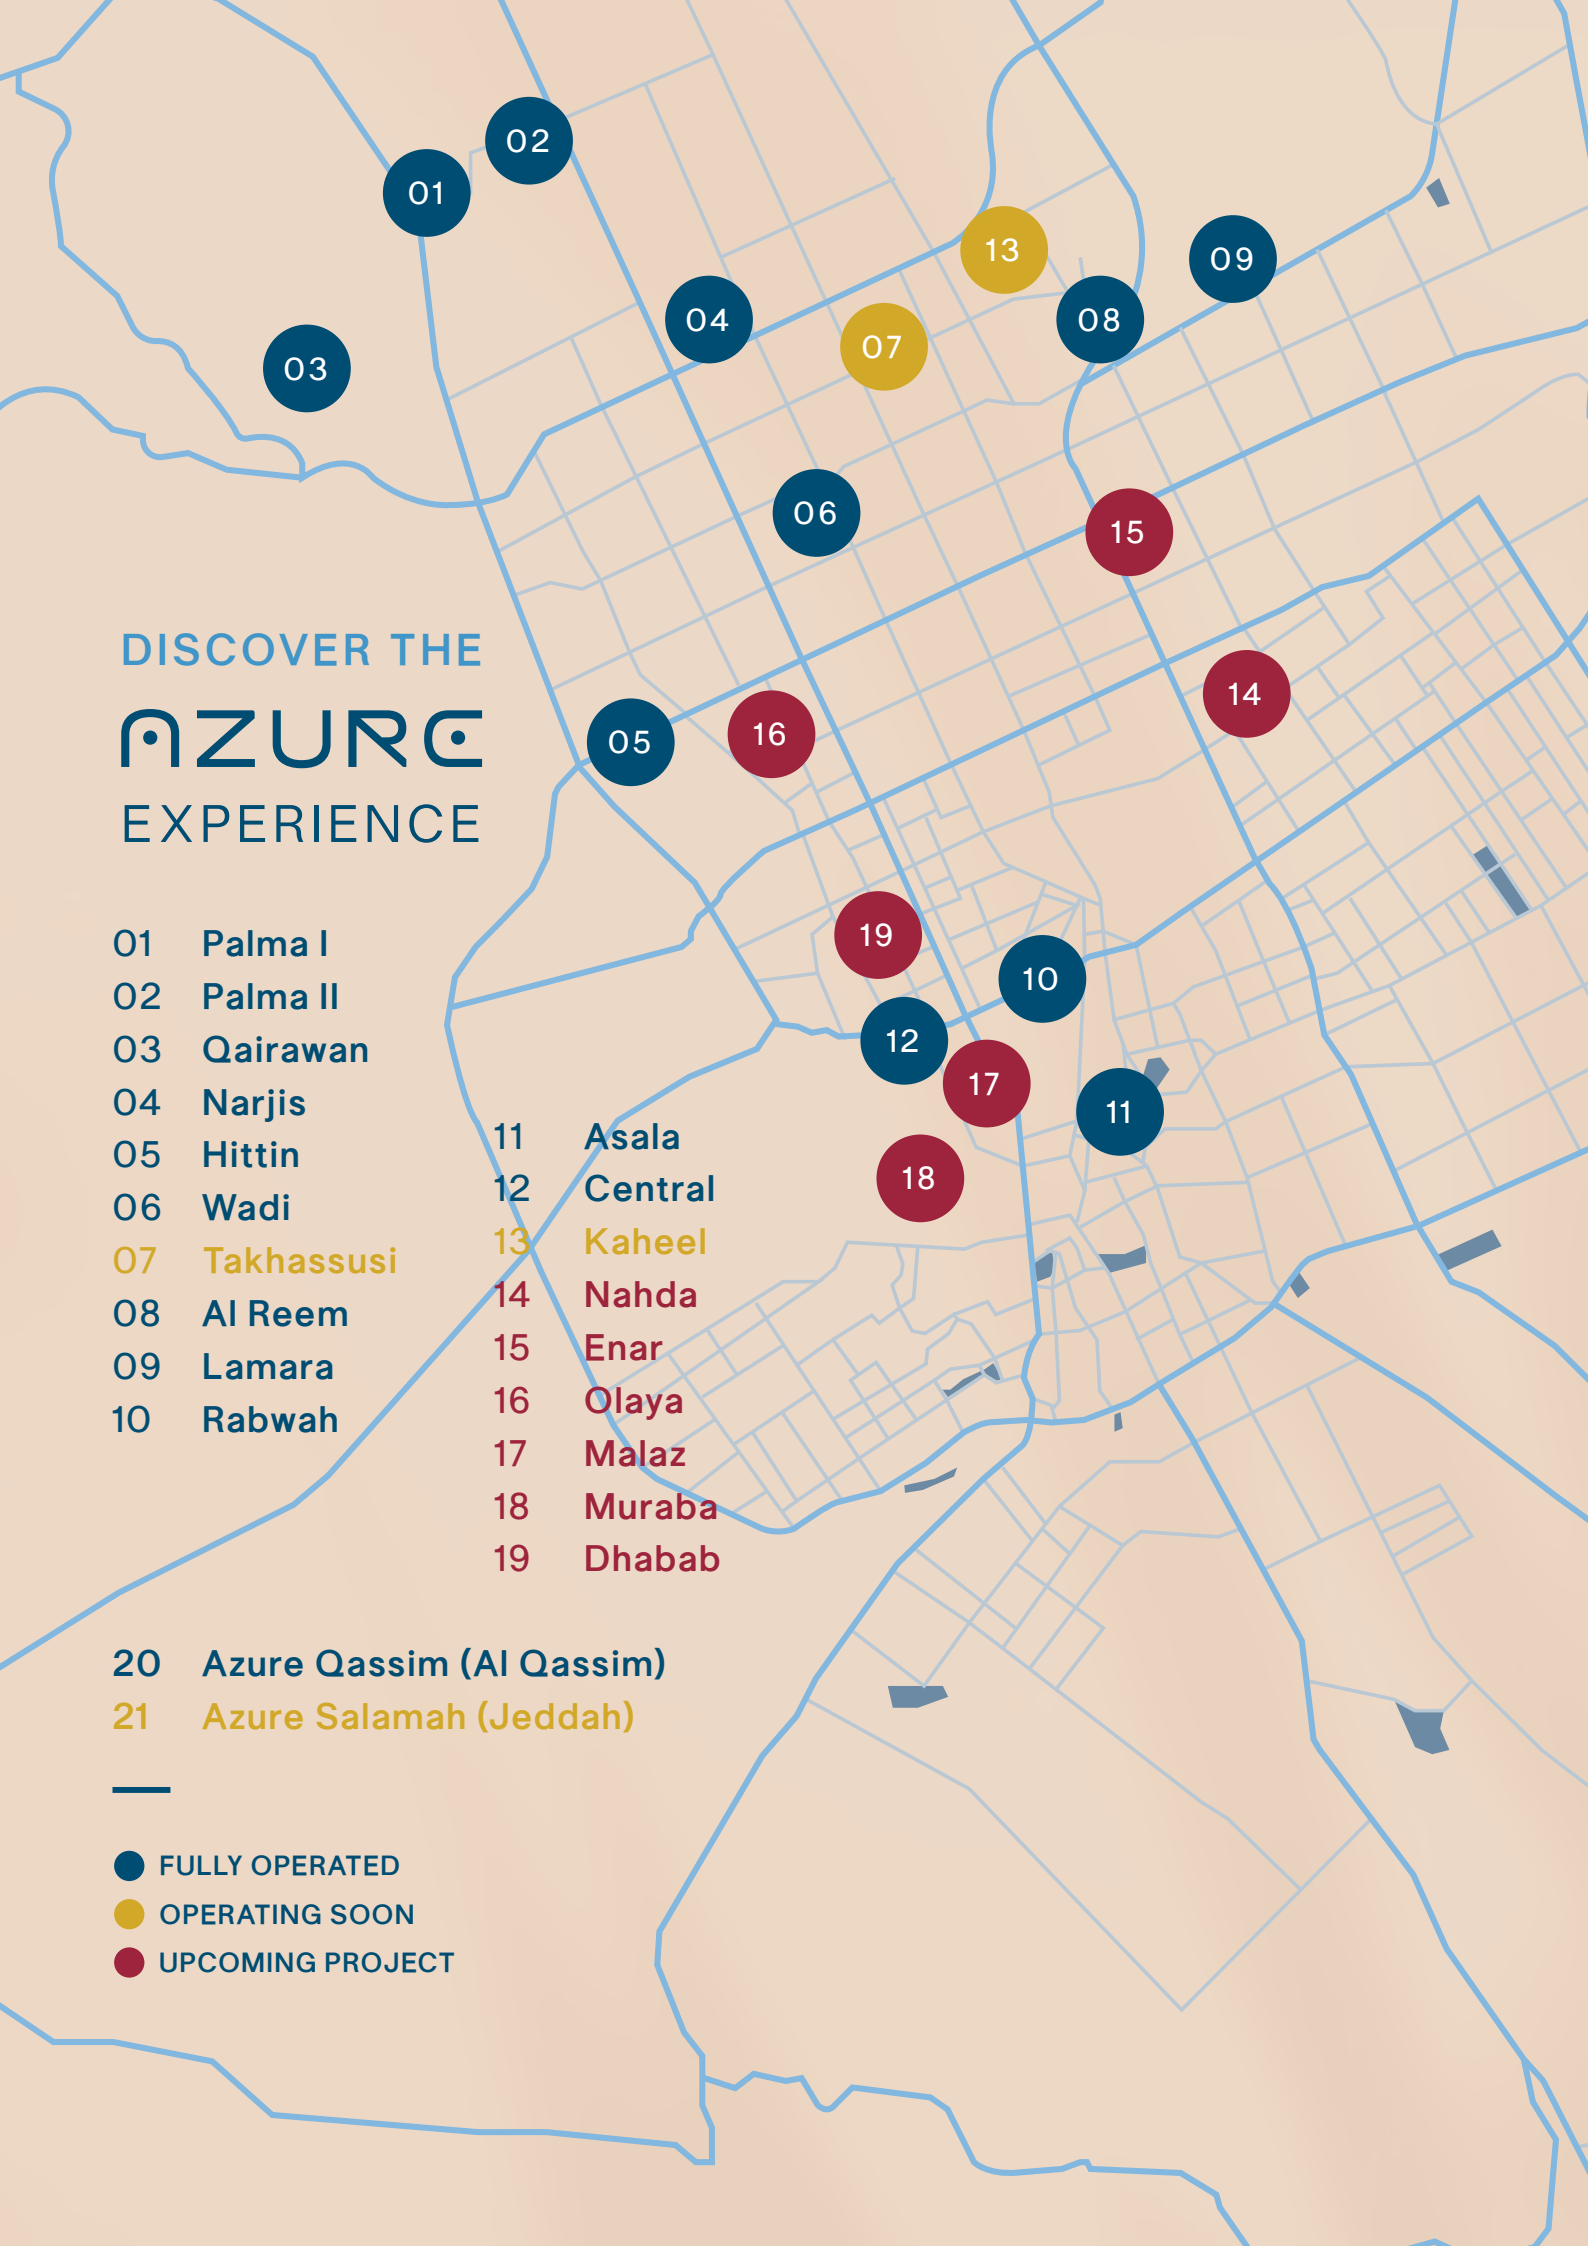 02
01
13
09
04
08
07
03
06
15
14
05
16
19
10
12
17
11
18
DISCOVER THE
AZURE
EXPERIENCE
01 Palma I
02 Palma II
03 Qairawan
04 Narjis
05 Hittin
06 Wadi
07 Takhassusi
08 Al Reem
09 Lamara
10 Rabwah
11 Asala
12 Central
13 Kaheel
14 Nahda
15 Enar
16 Olaya
17 Malaz
18 Muraba
19 Dhabab
20 Azure Qassim (Al Qassim)
21 Azure Salamah (Jeddah)
FULLY OPERATED
OPERATING SOON
UPCOMING PROJECT